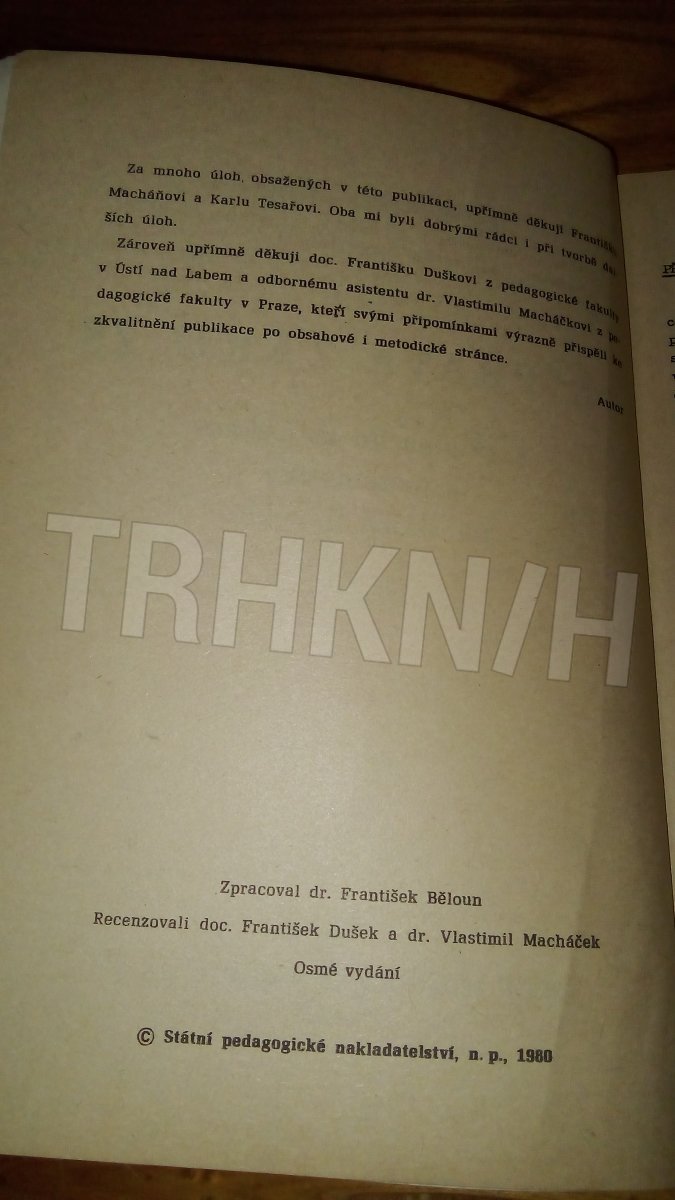 Za mnoho úloh, obsažených v této publikaci, upřímně děkuji Františku
Macháňovi a Karlu Tesařovi. Oba mi byli dobrými rádci i při tvorbě dal-
ších úloh.
Zároveň upřímně děkuji doc. Františku Duškovi z pedagogické fakulty
v Ústí nad Labem a odbornému asistentu dr. Vlastimilu Macháčkovi z pe-
dagogické fakulty v Praze, kteří svými připomínkami výrazně přispěli ke
zkvalitnění publikace po obsahové i metodické stránce.
Autor
TRHKN/H
Zpracoval dr. František Běloun
Recenzovali doc. František Dušek a dr. Vlastimil Macháček
Osmé vydání
© Státní pedagogické nakladatelství, n. p., 1980